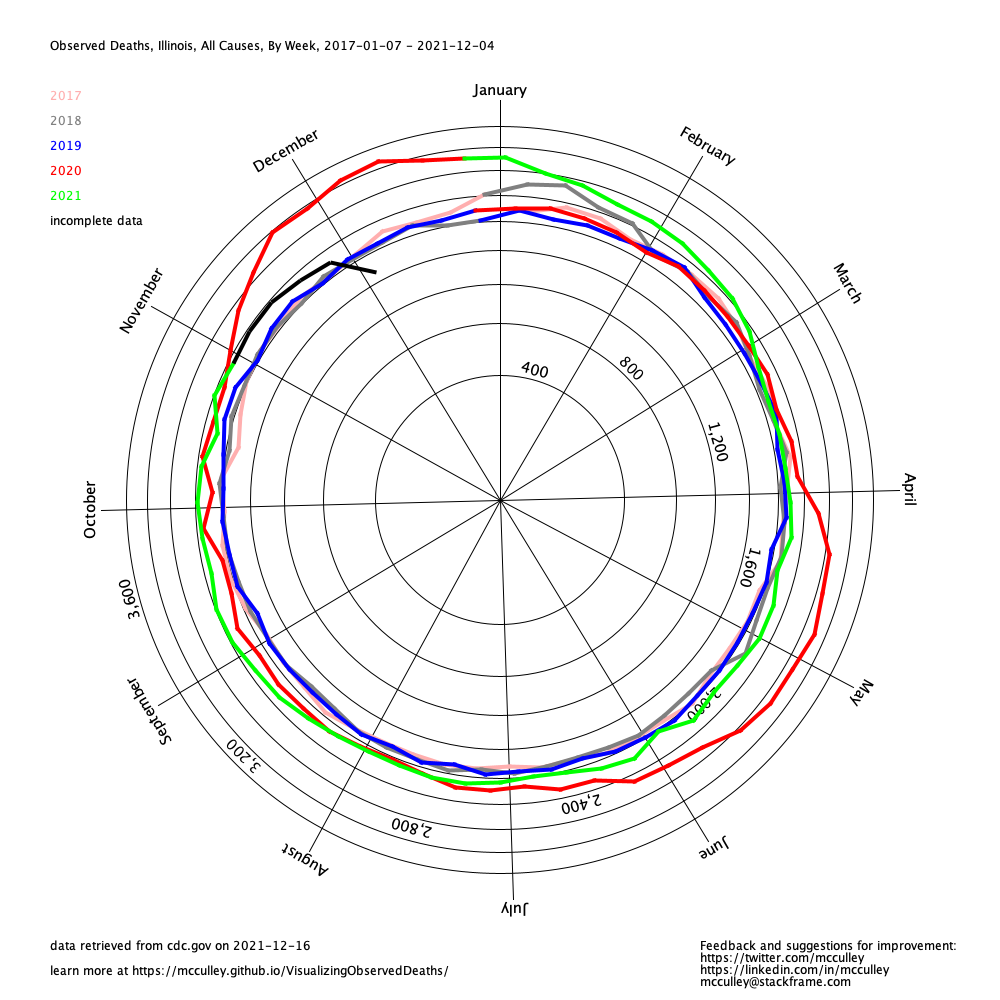 Observed Deaths, Illinois, All Causes, By Week, 2017-01-07 - 2021-12-04
2017
2018
2019
2020
2021
incomplete data
January
February
March
April
May
June
July
August
September
October
November
December
400
800
1,200
1,600
2,000
2,400
2,800
3,200
3,600
data retrieved from cdc.gov on 2021-12-16
learn more at https://mcculley.github.io/VisualizingObservedDeaths/
Feedback and suggestions for improvement:
https://twitter.com/mcculley
https://linkedin.com/in/mcculley
mcculley@stackframe.com